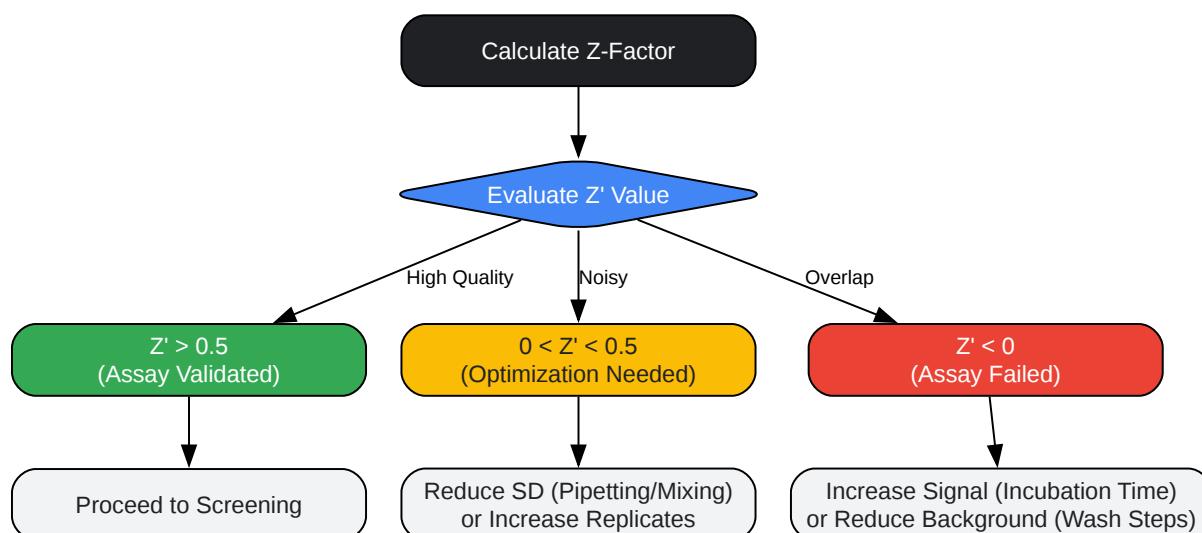 Calculate Z-Factor
Evaluate Z' Value
High Quality
Noisy
Overlap
Z' > 0.5
(Assay Validated)
0 < Z' < 0.5
(Optimization Needed)
Z' < 0
(Assay Failed)
Proceed to Screening
Reduce SD (Pipetting/Mixing)
or Increase Replicates
Increase Signal (Incubation Time)
or Reduce Background (Wash Steps)